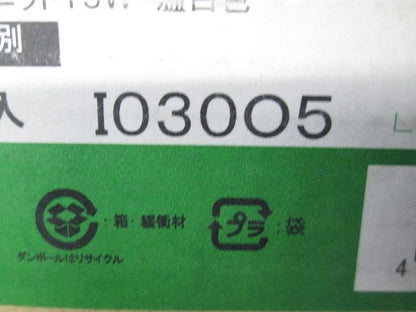 15W 温白色
別
入 I03005
: 箱・緩衝材
プラ : 袋
ダンボールはリサイクル
4